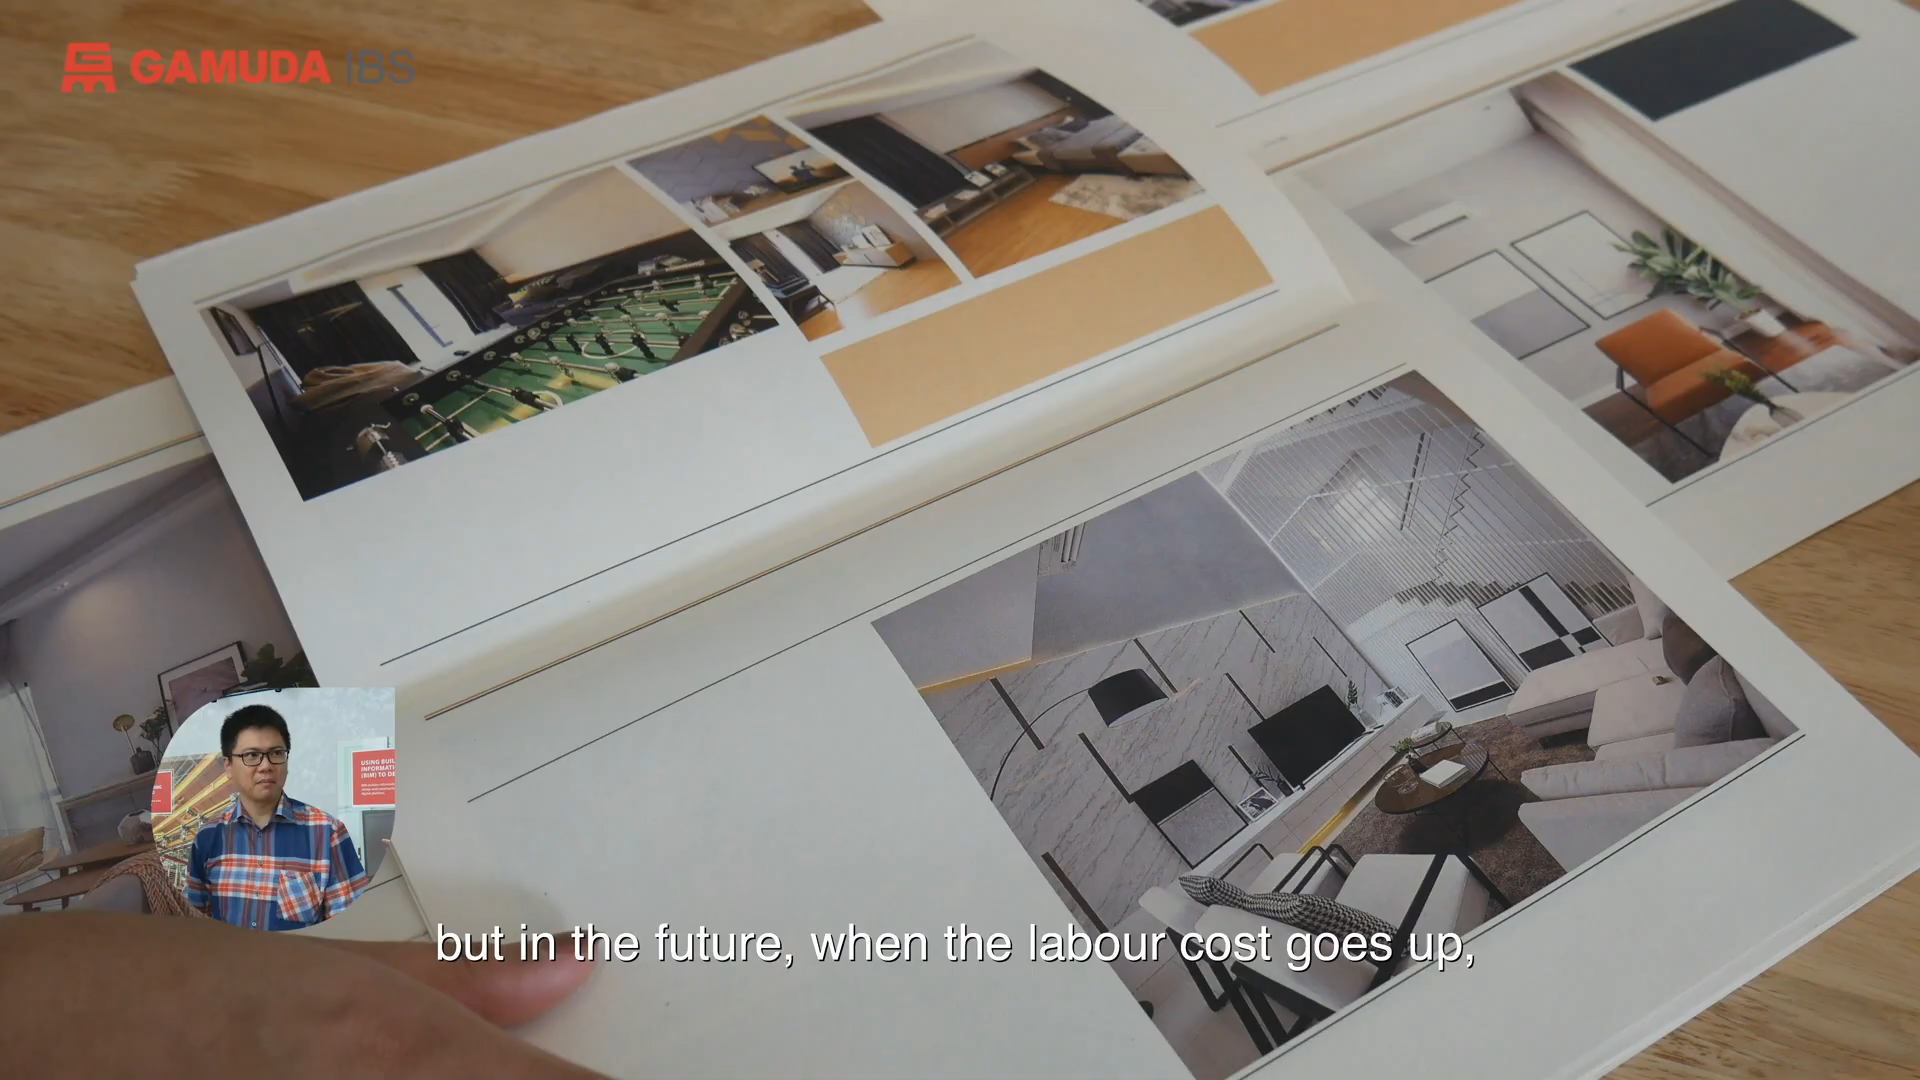 GAMUDA IBS
USING BUIL
INFORMATI
(BIM) TO DE
but in the future, when the labour cost goes up,